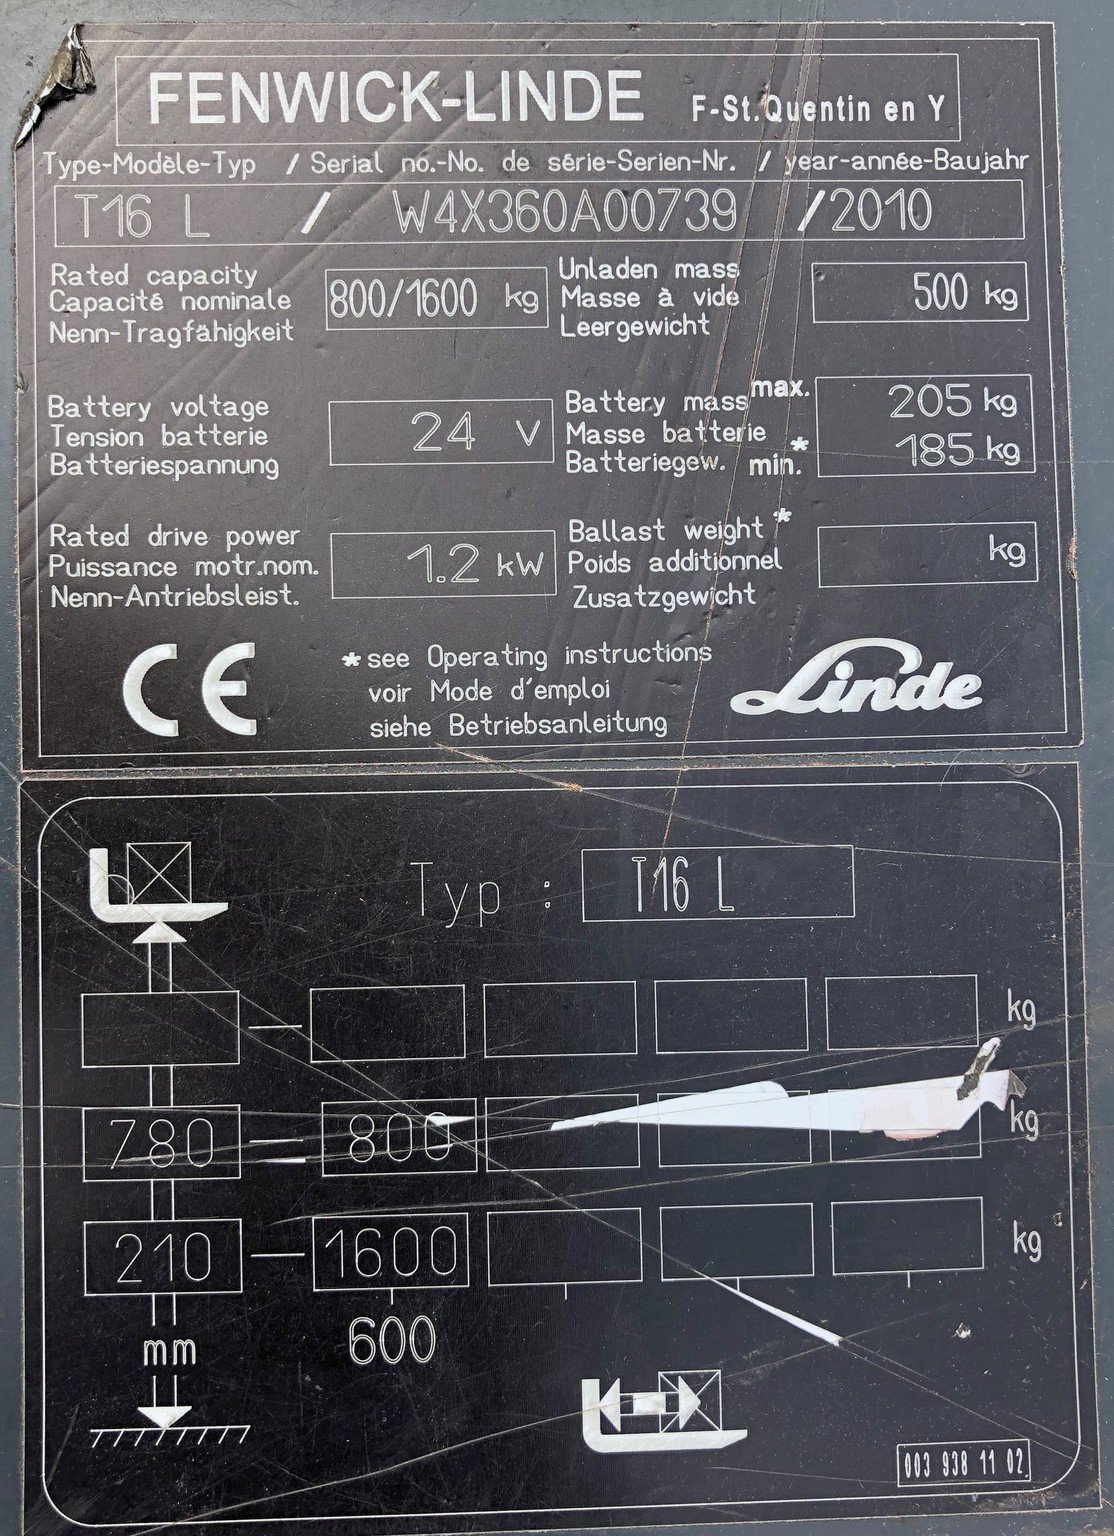 FENWICK-LINDE F-St.Quentin en Y
Type-Modèle-Typ / Serial no.-No. de série-Serien-Nr. / year-année-Baujahr
T16 L / W4X360A00739 / 2010
Rated capacity
Capacité nominale
Nenn-Tragfähigkeit
800/1600 kg
Unladen mass
Masse à vide
Leergewicht
500 kg
Battery voltage
Tension batterie
Batteriespannung
24 V
Battery mass max.
Masse batterie
Batteriegew. min.*
205 kg
185 kg
Rated drive power
Puissance motr.nom.
Nenn-Antriebsleist.
1.2 kW
Ballast weight *
Poids additionnel
Zusatzgewicht
kg
CE
* see Operating instructions
voir Mode d'emploi
siehe Betriebsanleitung
Linde
Typ : T16 L
kg
780 800 kg
210 1600 kg
mm 600
003 938 11 02